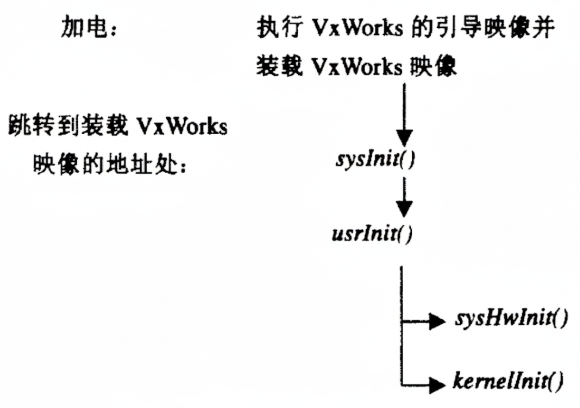 加电： 执行 VxWorks 的引导映像并
装载 VxWorks 映像
跳转到装载 VxWorks
映像的地址处：
sysInit()
usrInit()
sysHwInit()
kernelInit()